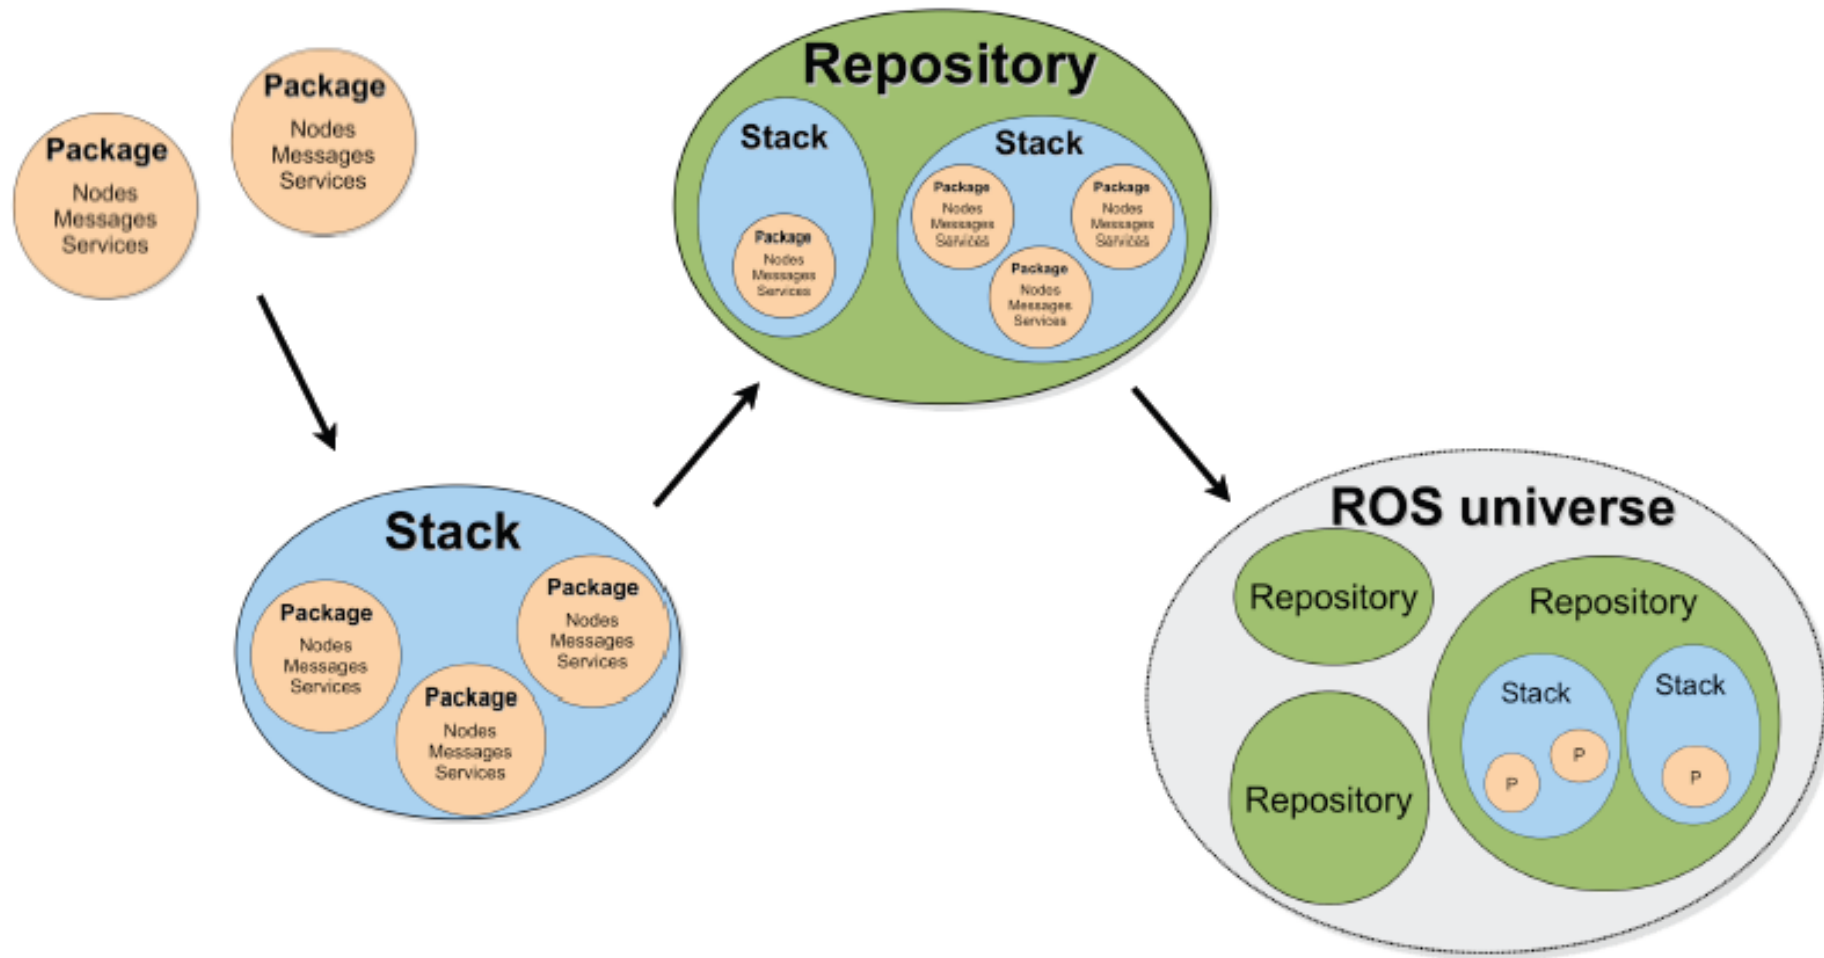 Package
Nodes
Messages
Services
Package
Nodes
Messages
Services
Stack
Package
Nodes
Messages
Services
Package
Nodes
Messages
Services
Package
Nodes
Messages
Services
Repository
Stack
Package
Nodes
Messages
Services
Stack
Package
Nodes
Messages
Services
Package
Nodes
Messages
Services
Package
Nodes
Messages
Services
ROS universe
Repository
Repository
Repository
Stack
P
P
Stack
P